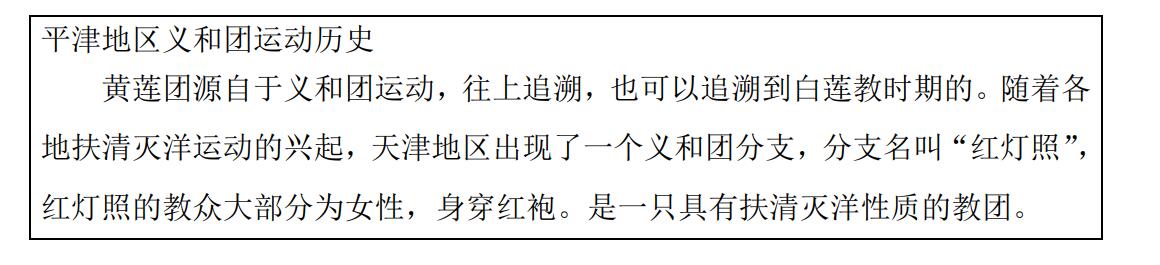 平津地区义和团运动历史
黄莲团源自于义和团运动，往上追溯，也可以追溯到白莲教时期的。随着各
地扶清灭洋运动的兴起，天津地区出现了一个义和团分支，分支名叫“红灯照”，
红灯照的教众大部分为女性，身穿红袍。是一只具有扶清灭洋性质的教团。